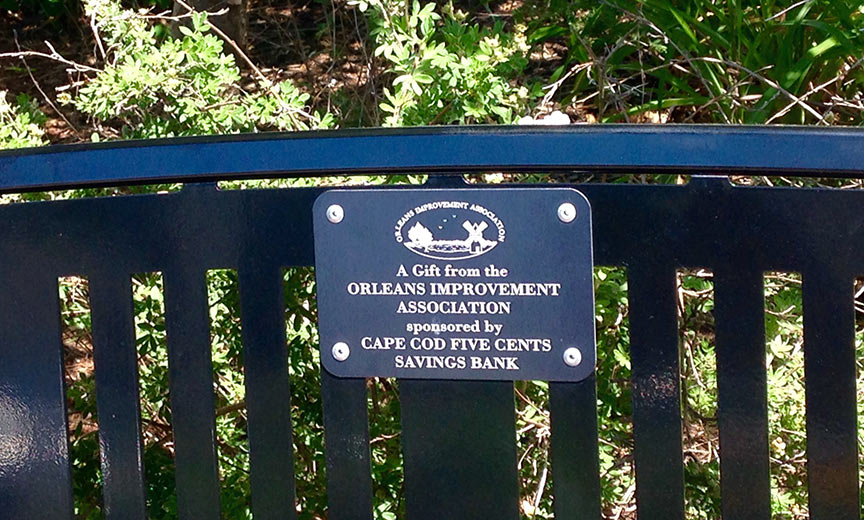 ORLEANS IMPROVEMENT ASSOCIATION
A Gift from the
ORLEANS IMPROVEMENT
ASSOCIATION
sponsored by
CAPE COD FIVE CENTS
SAVINGS BANK